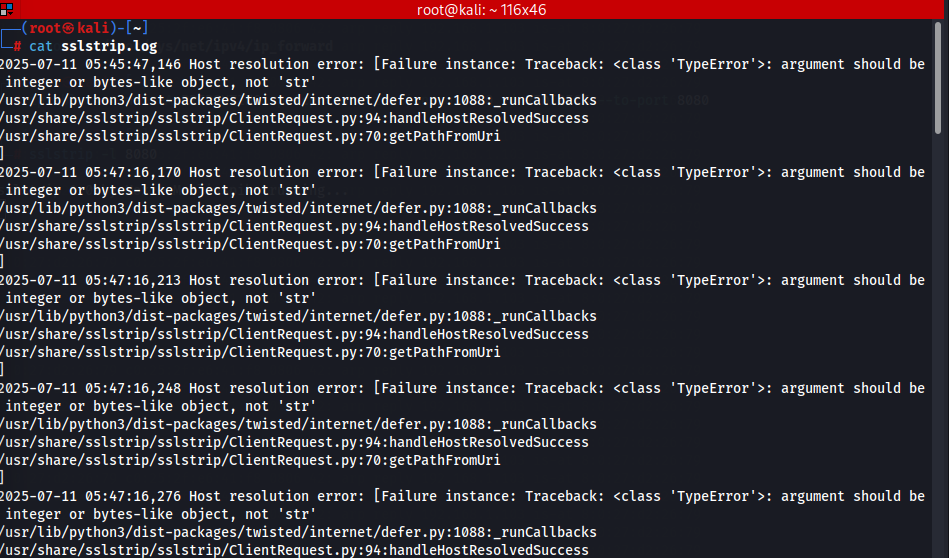 root@kali: ~ 116x46
┌──(root㉿kali)-[~]
└─# cat sslstrip.log
2025-07-11 05:45:47,146 Host resolution error: [Failure instance: Traceback: <class 'TypeError'>: argument should be
integer or bytes-like object, not 'str'
/usr/lib/python3/dist-packages/twisted/internet/defer.py:1088:_runCallbacks
/usr/share/sslstrip/sslstrip/ClientRequest.py:94:handleHostResolvedSuccess
/usr/share/sslstrip/sslstrip/ClientRequest.py:70:getPathFromUri
]
2025-07-11 05:47:16,170 Host resolution error: [Failure instance: Traceback: <class 'TypeError'>: argument should be
integer or bytes-like object, not 'str'
/usr/lib/python3/dist-packages/twisted/internet/defer.py:1088:_runCallbacks
/usr/share/sslstrip/sslstrip/ClientRequest.py:94:handleHostResolvedSuccess
/usr/share/sslstrip/sslstrip/ClientRequest.py:70:getPathFromUri
]
2025-07-11 05:47:16,213 Host resolution error: [Failure instance: Traceback: <class 'TypeError'>: argument should be
integer or bytes-like object, not 'str'
/usr/lib/python3/dist-packages/twisted/internet/defer.py:1088:_runCallbacks
/usr/share/sslstrip/sslstrip/ClientRequest.py:94:handleHostResolvedSuccess
/usr/share/sslstrip/sslstrip/ClientRequest.py:70:getPathFromUri
]
2025-07-11 05:47:16,248 Host resolution error: [Failure instance: Traceback: <class 'TypeError'>: argument should be
integer or bytes-like object, not 'str'
/usr/lib/python3/dist-packages/twisted/internet/defer.py:1088:_runCallbacks
/usr/share/sslstrip/sslstrip/ClientRequest.py:94:handleHostResolvedSuccess
/usr/share/sslstrip/sslstrip/ClientRequest.py:70:getPathFromUri
]
2025-07-11 05:47:16,276 Host resolution error: [Failure instance: Traceback: <class 'TypeError'>: argument should be
integer or bytes-like object, not 'str'
/usr/lib/python3/dist-packages/twisted/internet/defer.py:1088:_runCallbacks
/usr/share/sslstrip/sslstrip/ClientRequest.py:94:handleHostResolvedSuccess